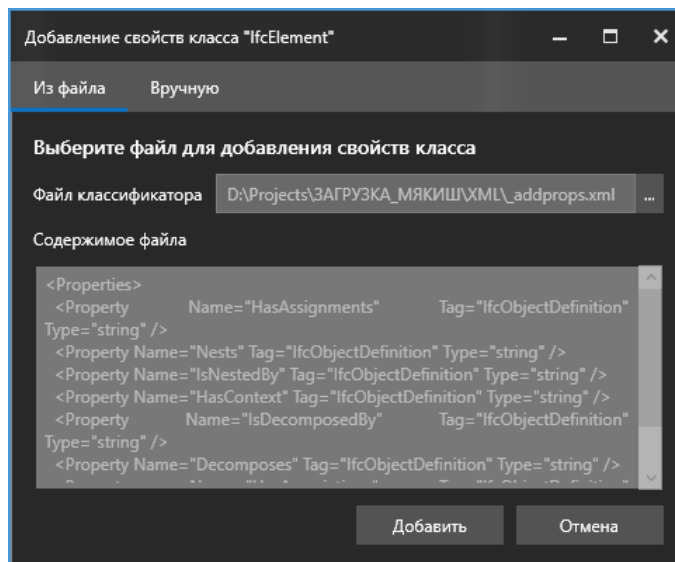 Добавление свойств класса "IfcElement"
Из файла Вручную
Выберите файл для добавления свойств класса
Файл классификатора D:\Projects\ЗАГРУЗКА_МЯКИШ\XML\_addprops.xml ...
Содержимое файла
<Properties>
<Property Name="HasAssignments" Tag="IfcObjectDefinition"
Type="string" />
<Property Name="Nests" Tag="IfcObjectDefinition" Type="string" />
<Property Name="IsNestedBy" Tag="IfcObjectDefinition" Type="string" />
<Property Name="HasContext" Tag="IfcObjectDefinition" Type="string" />
<Property Name="IsDecomposedBy" Tag="IfcObjectDefinition"
Type="string" />
<Property Name="Decomposes" Tag="IfcObjectDefinition" Type="string" />
Добавить Отмена